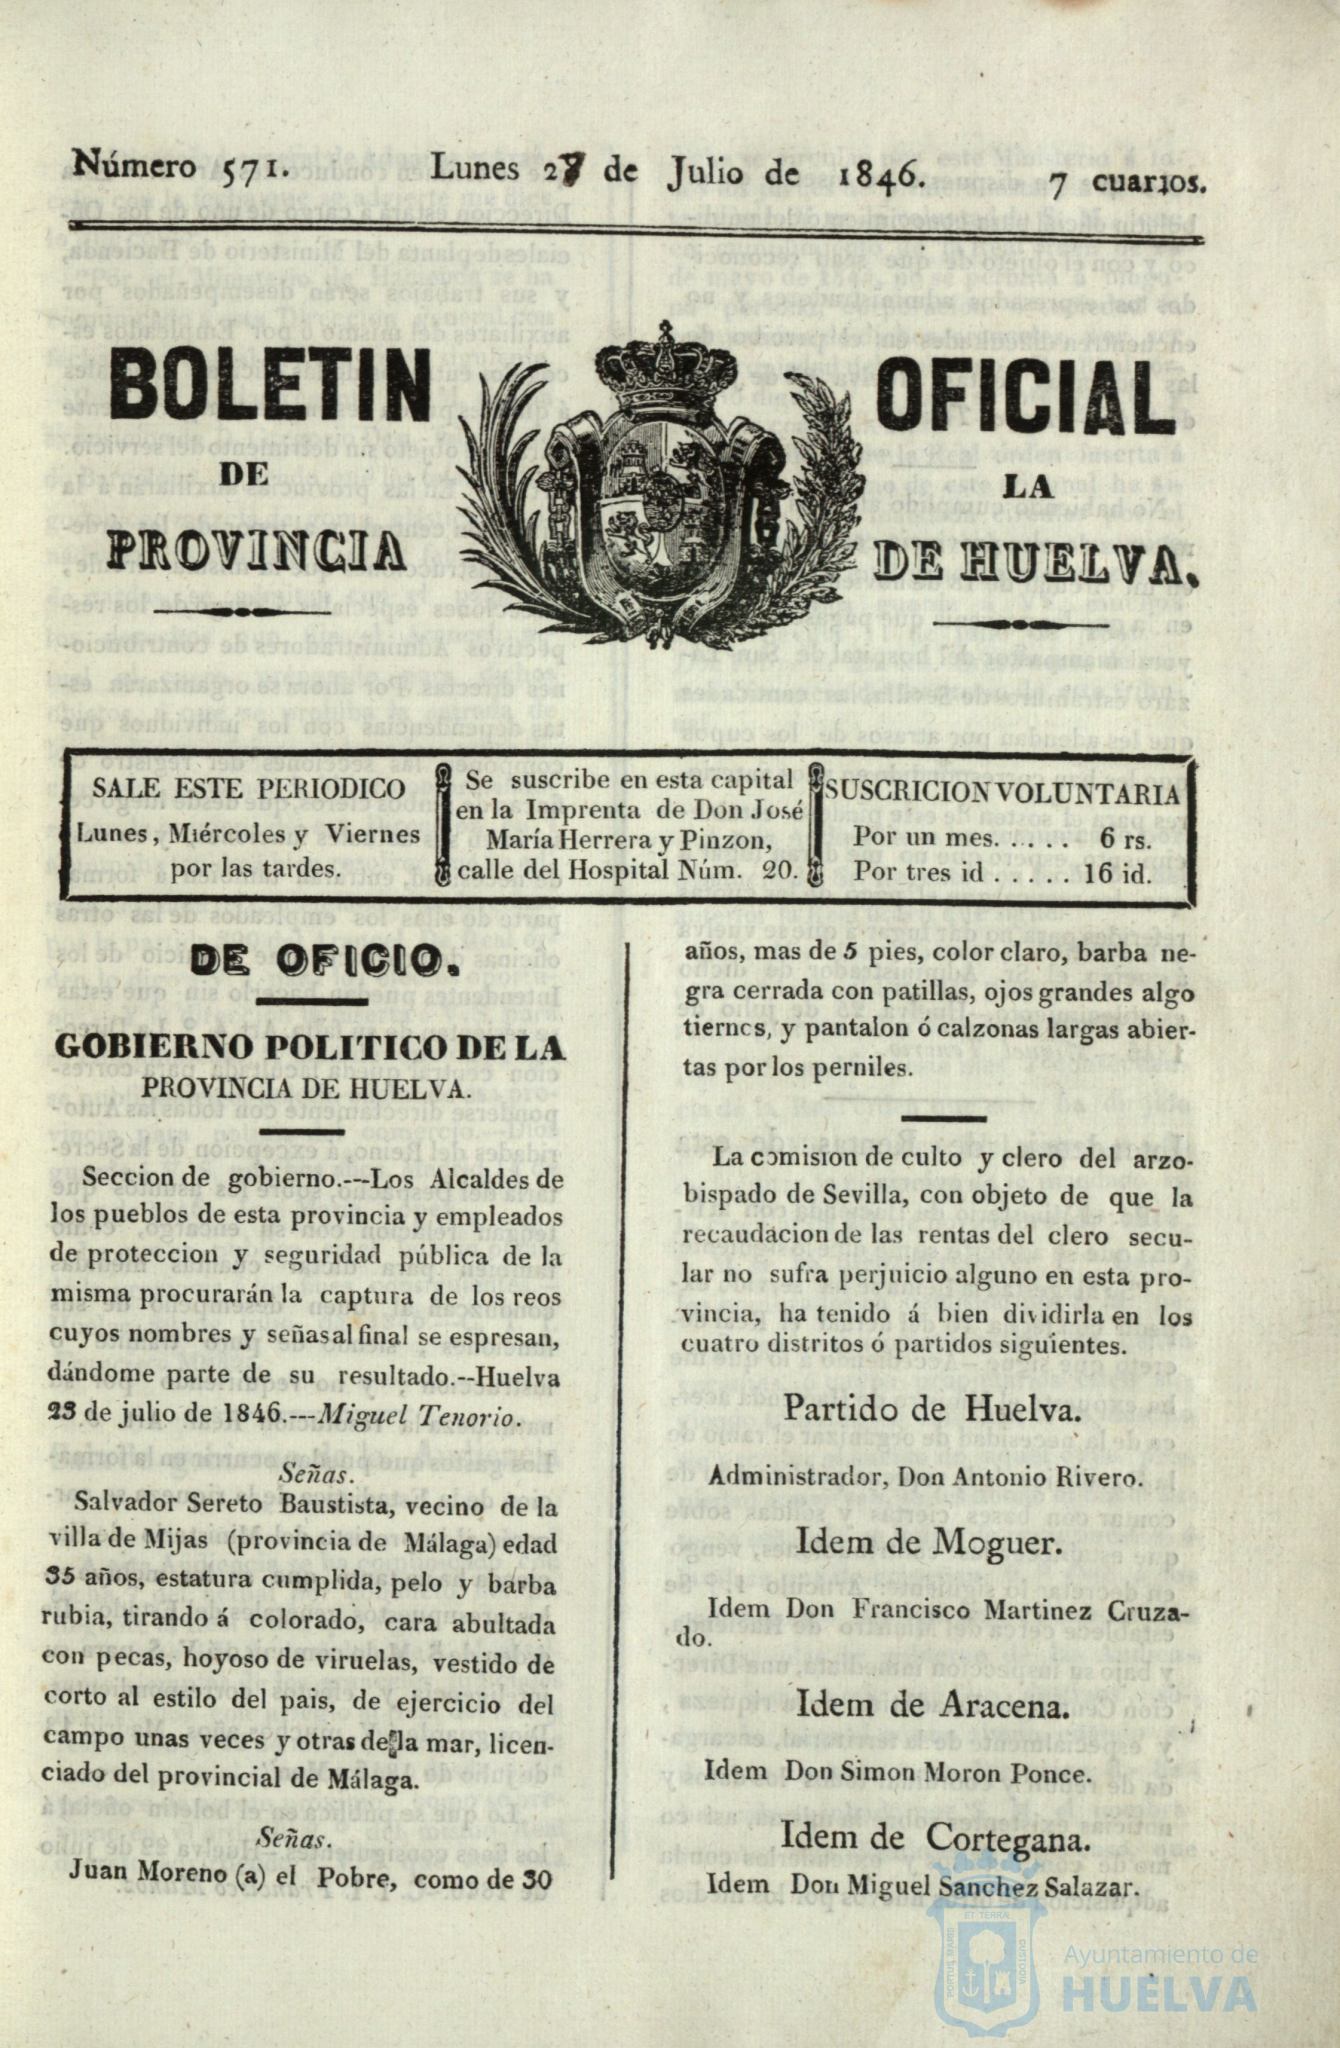 Número 571. Lunes 27 de Julio de 1846. 7 cuartos.
BOLETIN OFICIAL
DE LA
PROVINCIA DE HUELVA.
SALE ESTE PERIODICO
Lunes, Miércoles y Viernes
por las tardes.
Se suscribe en esta capital
en la Imprenta de Don José
María Herrera y Pinzon,
calle del Hospital Núm. 20.
SUSCRICION VOLUNTARIA
Por un mes. . . . . 6 rs.
Por tres id . . . . . 16 id.
DE OFICIO.
GOBIERNO POLITICO DE LA
PROVINCIA DE HUELVA.
Seccion de gobierno.---Los Alcaldes de
los pueblos de esta provincia y empleados
de proteccion y seguridad pública de la
misma procurarán la captura de los reos
cuyos nombres y señas al final se espresan,
dándome parte de su resultado.--Huelva
23 de julio de 1846.---Miguel Tenorio.
Señas.
Salvador Sereto Baustista, vecino de la
villa de Mijas (provincia de Málaga) edad
35 años, estatura cumplida, pelo y barba
rubia, tirando á colorado, cara abultada
con pecas, hoyoso de viruelas, vestido de
corto al estilo del pais, de ejercicio del
campo unas veces y otras de la mar, licen-
ciado del provincial de Málaga.
Señas.
Juan Moreno (a) el Pobre, como de 30
años, mas de 5 pies, color claro, barba ne-
gra cerrada con patillas, ojos grandes algo
tiernos, y pantalon ó calzonas largas abier-
tas por los perniles.
La comision de culto y clero del arzo-
bispado de Sevilla, con objeto de que la
recaudacion de las rentas del clero secu-
lar no sufra perjuicio alguno en esta pro-
vincia, ha tenido á bien dividirla en los
cuatro distritos ó partidos siguientes.
Partido de Huelva.
Administrador, Don Antonio Rivero.
Idem de Moguer.
Idem Don Francisco Martinez Cruza-
do.
Idem de Aracena.
Idem Don Simon Moron Ponce.
Idem de Cortegana.
Idem Don Miguel Sanchez Salazar.
ET TERRA
PORTUS MARIS
CUSTODIA
Ayuntamiento de
HUELVA